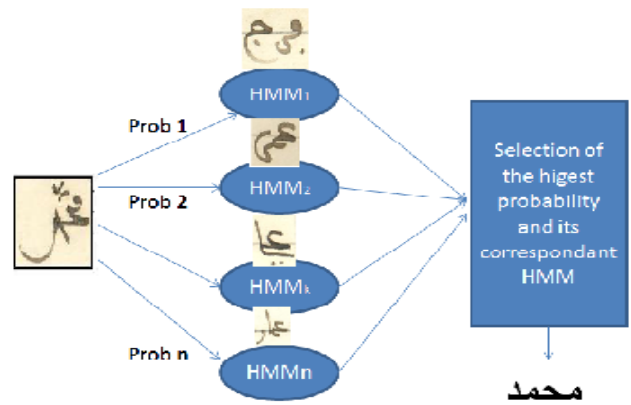 HMM₁
Prob 1
HMM₂
Prob 2
HMMₖ
Prob n
HMMn
Selection of
the higest
probability
and its
correspondant
HMM
محمد